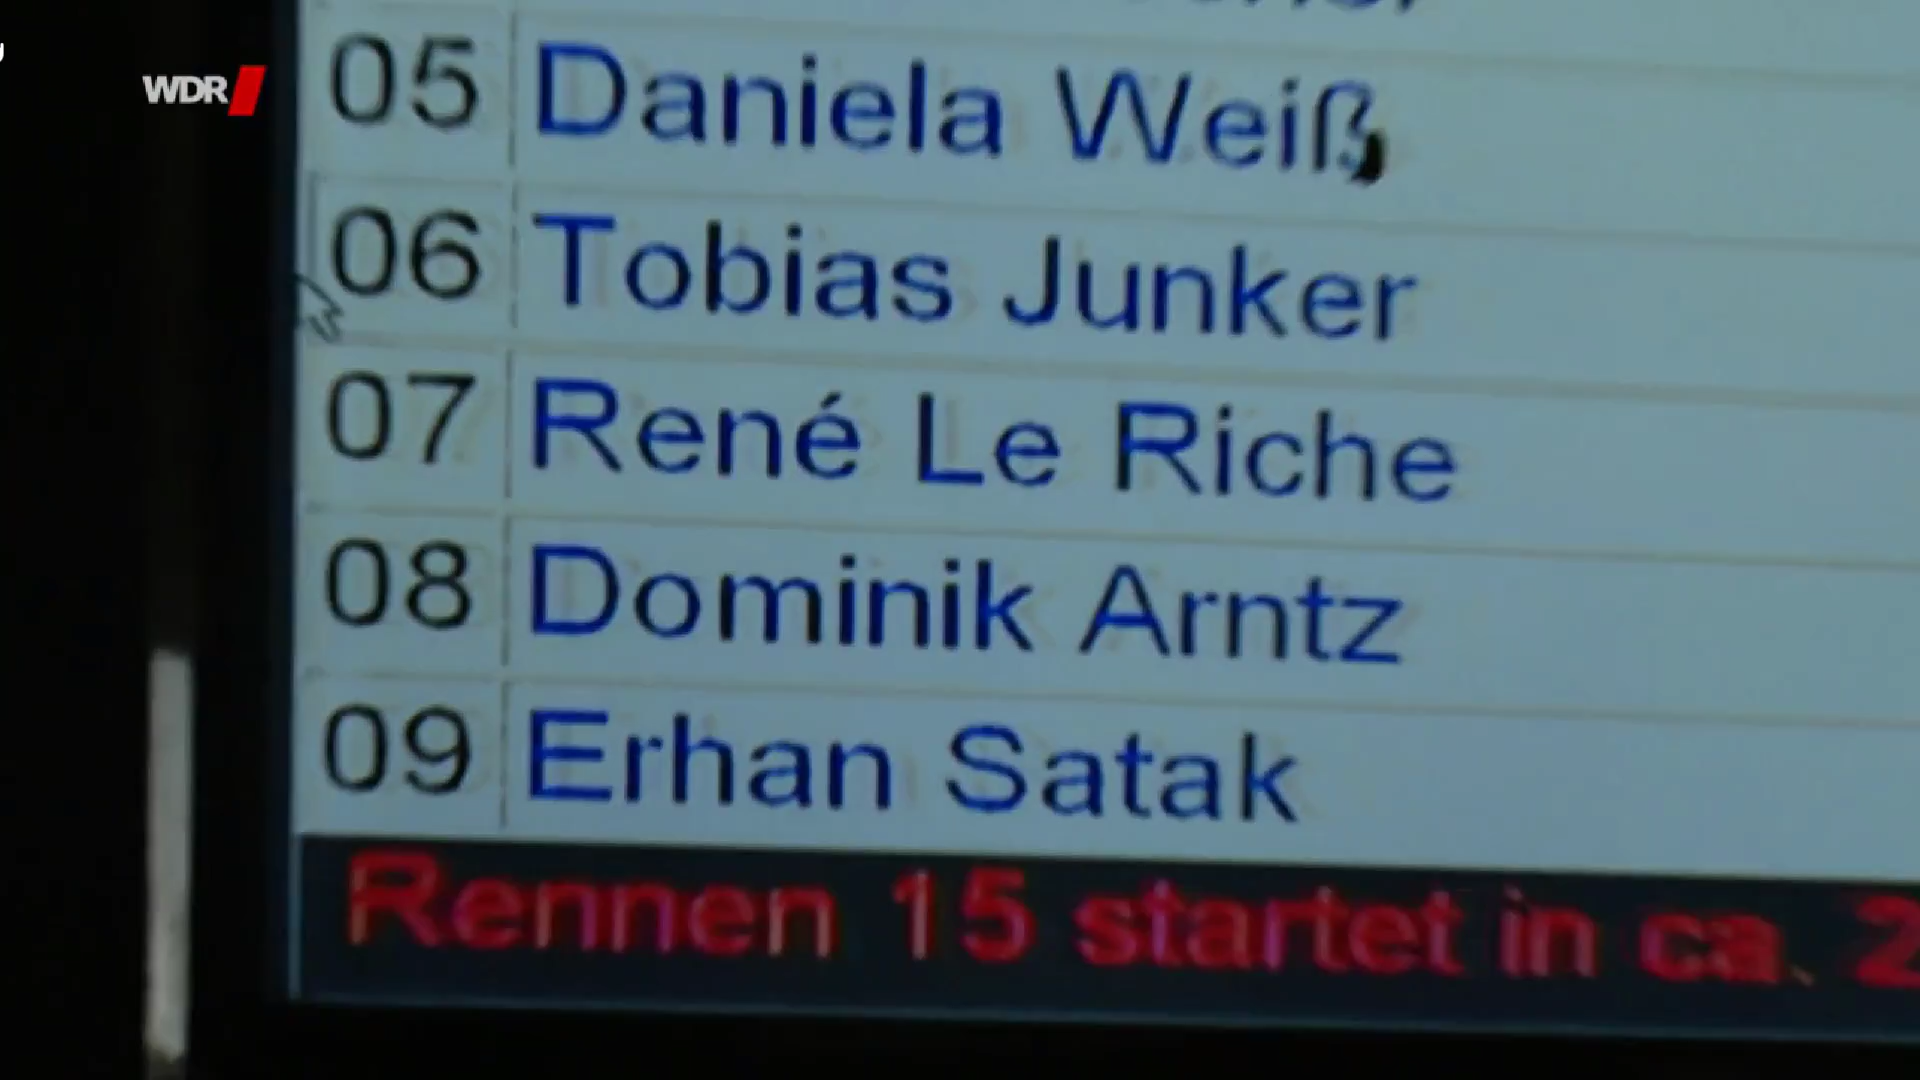 WDR
05 Daniela Weiß
06 Tobias Junker
07 René Le Riche
08 Dominik Arntz
09 Erhan Satak
Rennen 15 startet in ca. 2